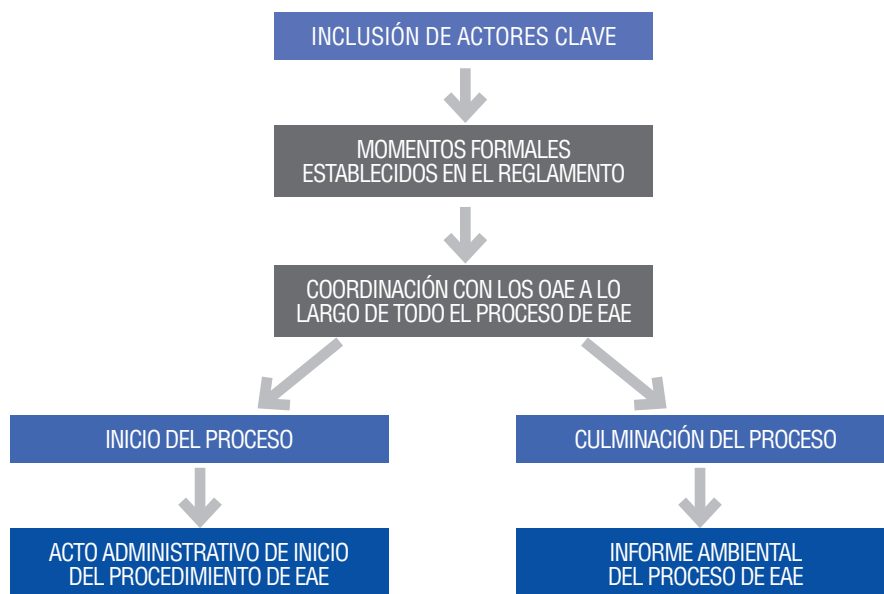 INCLUSIÓN DE ACTORES CLAVE
MOMENTOS FORMALES
ESTABLECIDOS EN EL REGLAMENTO
COORDINACIÓN CON LOS OAE A LO
LARGO DE TODO EL PROCESO DE EAE
INICIO DEL PROCESO
CULMINACIÓN DEL PROCESO
ACTO ADMINISTRATIVO DE INICIO
DEL PROCEDIMIENTO DE EAE
INFORME AMBIENTAL
DEL PROCESO DE EAE